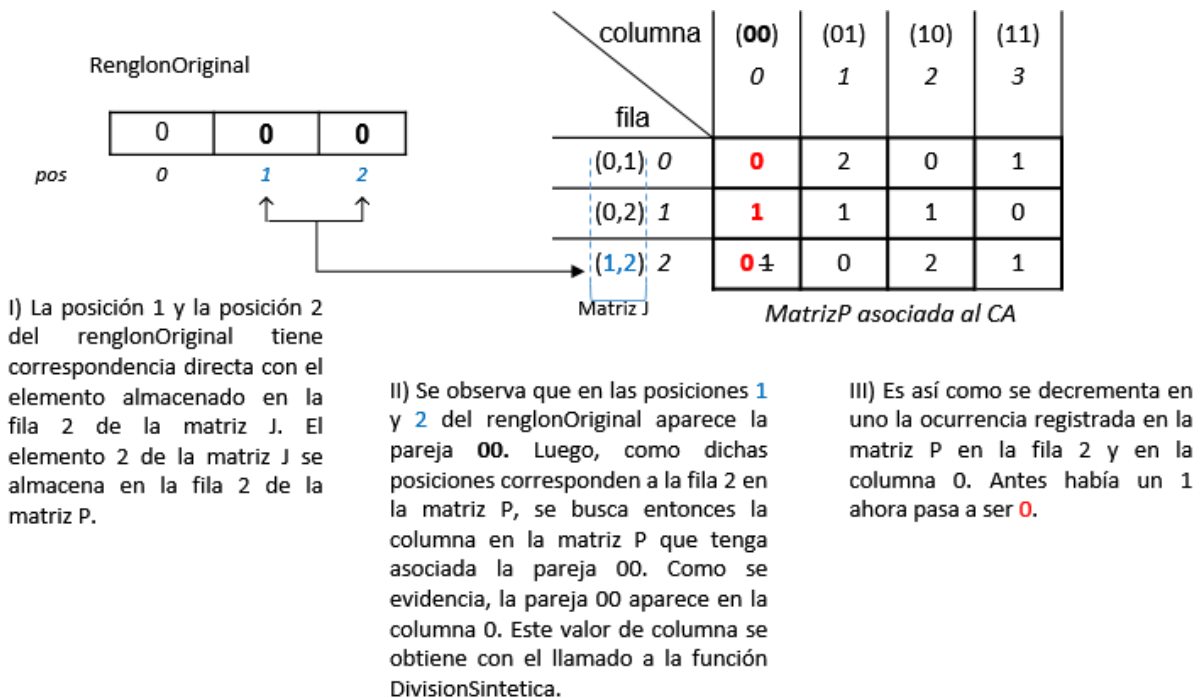 columna (00) (01) (10) (11)
0 1 2 3
RenglonOriginal
fila
0 0 0
pos 0 1 2
(0,1) 0 0 2 0 1
(0,2) 1 1 1 1 0
(1,2) 2 0 1 0 2 1
Matriz J
MatrizP asociada al CA
I) La posición 1 y la posición 2
del renglonOriginal tiene
correspondencia directa con el
elemento almacenado en la
fila 2 de la matriz J. El
elemento 2 de la matriz J se
almacena en la fila 2 de la
matriz P.
II) Se observa que en las posiciones 1
y 2 del renglonOriginal aparece la
pareja 00. Luego, como dichas
posiciones corresponden a la fila 2 en
la matriz P, se busca entonces la
columna en la matriz P que tenga
asociada la pareja 00. Como se
evidencia, la pareja 00 aparece en la
columna 0. Este valor de columna se
obtiene con el llamado a la función
DivisionSintetica.
III) Es así como se decrementa en
uno la ocurrencia registrada en la
matriz P en la fila 2 y en la
columna 0. Antes había un 1
ahora pasa a ser 0.